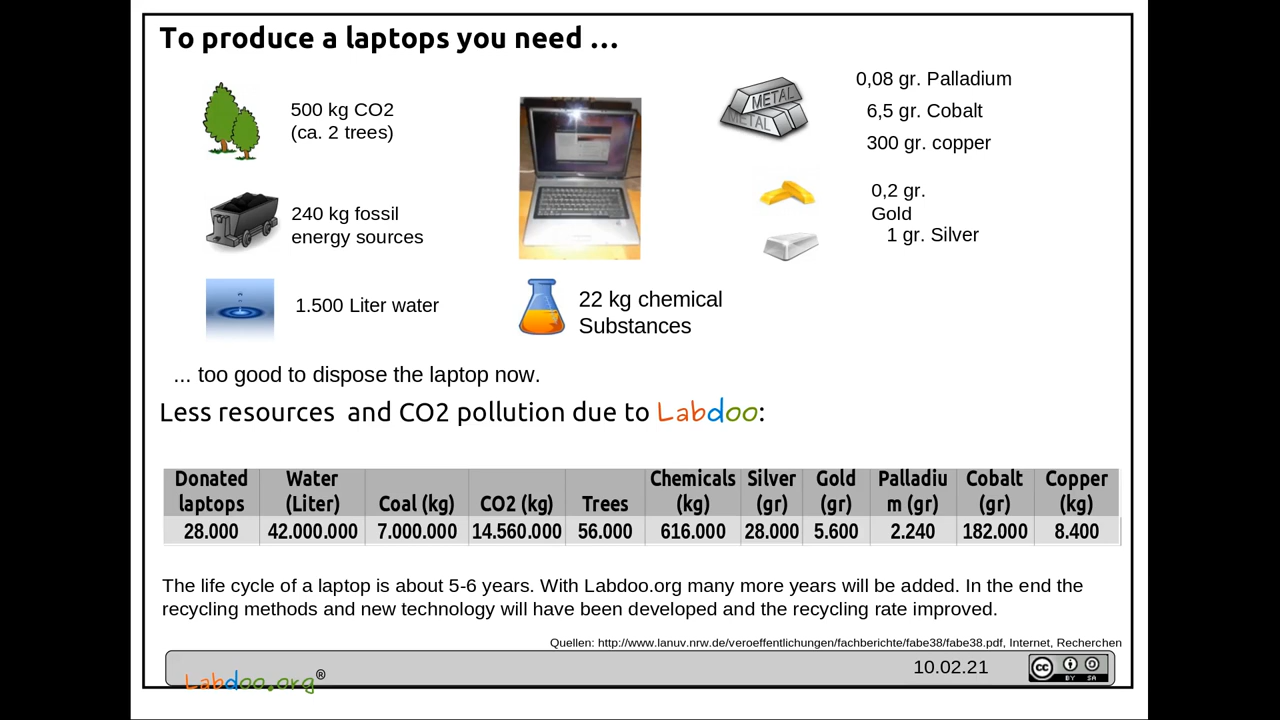 To produce a laptops you need ...
500 kg CO2
(ca. 2 trees)
240 kg fossil
energy sources
1.500 Liter water
22 kg chemical
Substances
METAL
METAL
0,08 gr. Palladium
6,5 gr. Cobalt
300 gr. copper
0,2 gr.
Gold
1 gr. Silver
... too good to dispose the laptop now.
Less resources and CO2 pollution due to Labdoo:
Donated laptops Water (Liter) Coal (kg) CO2 (kg) Trees Chemicals (kg) Silver (gr) Gold (gr) Palladiu m (gr) Cobalt (gr) Copper (kg)
28.000 42.000.000 7.000.000 14.560.000 56.000 616.000 28.000 5.600 2.240 182.000 8.400
The life cycle of a laptop is about 5-6 years. With Labdoo.org many more years will be added. In the end the
recycling methods and new technology will have been developed and the recycling rate improved.
Quellen: http://www.lanuv.nrw.de/veroeffentlichungen/fachberichte/fabe38/fabe38.pdf, Internet, Recherchen
Labdoo.org®
10.02.21
cc BY SA